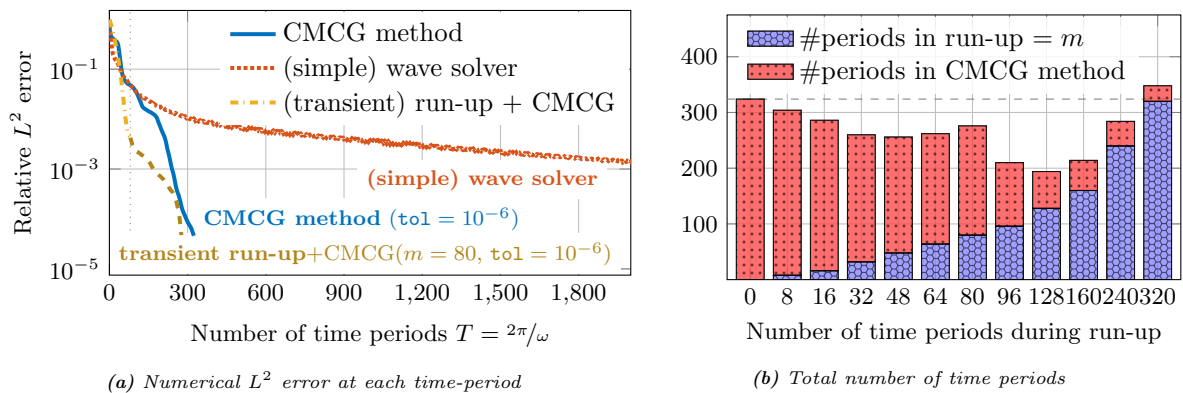 Relative L² error
10⁻¹
10⁻³
10⁻⁵
CMCG method
(simple) wave solver
(transient) run-up + CMCG
(simple) wave solver
CMCG method (tol = 10⁻⁶)
transient run-up+CMCG(m = 80, tol = 10⁻⁶)
0 300 600 900 1,200 1,500 1,800
Number of time periods T = 2π/ω
(a) Numerical L² error at each time-period
#periods in run-up = m
#periods in CMCG method
400
300
200
100
0 8 16 32 48 64 80 96 128 160 240 320
Number of time periods during run-up
(b) Total number of time periods